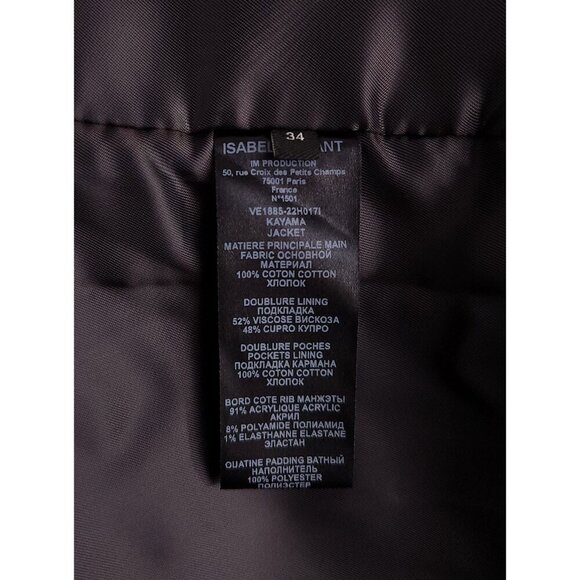 34
ISABEL ANT
IM PRODUCTION
50, rue Croix des Petits Champs
75001 Paris
France
N°1501
VE1885-22H017I
KAYAMA
JACKET
MATIERE PRINCIPALE MAIN
FABRIC ОСНОВНОЙ
МАТЕРИАЛ
100% COTON COTTON
ХЛОПОК
DOUBLURE LINING
ПОДКЛАДКА
52% VISCOSE ВИСКОЗА
48% CUPRO КУПРО
DOUBLURE POCHES
POCKETS LINING
ПОДКЛАДКА КАРМАНА
100% COTON COTTON
ХЛОПОК
BORD COTE RIB МАНЖЭТЫ
91% ACRYLIQUE ACRYLIC
АКРИЛ
8% POLYAMIDE ПОЛИАМИД
1% ELASTHANNE ELASTANE
ЭЛАСТАН
OUATINE PADDING ВАТНЫЙ
НАПОЛНИТЕЛЬ
100% POLYESTER
ПОЛИЭСТЕР